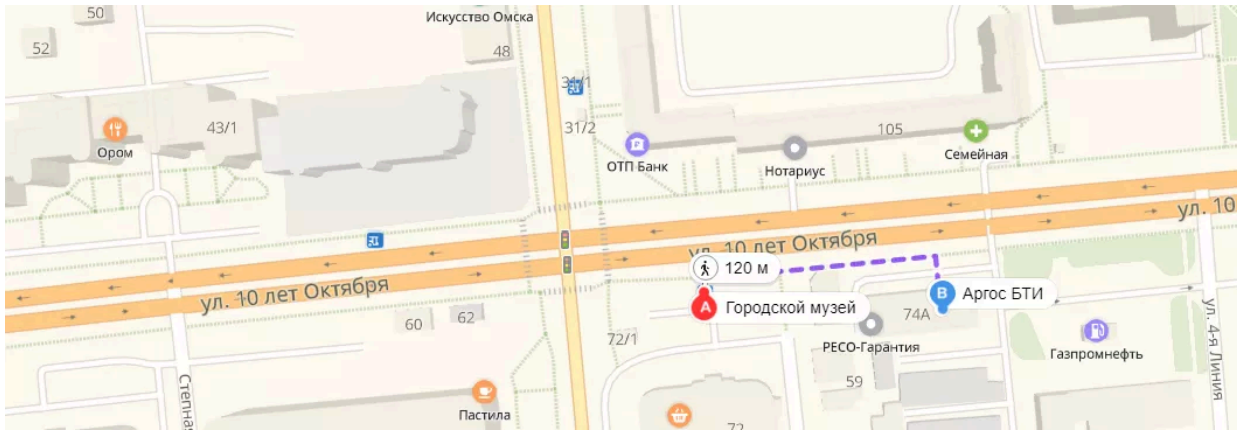 50
Искусство Омска
52
48
31/1
43/1
31/2
105
Ором
ОТП Банк
Нотариус
Семейная
ул. 10
ул. 10 лет Октября
120 м
ул. 10 лет Октября
А
Городской музей
В
Аргос БТИ
60
62
72/1
74А
РЕСО-Гарантия
Газпромнефть
ул. 4-я Линия
59
Степная
Пастила
72